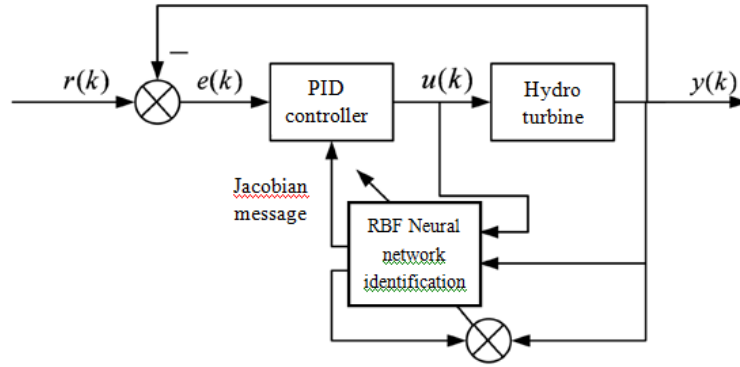 r(k)
e(k)
PID
controller
u(k)
Hydro
turbine
y(k)
Jacobian
message
RBF Neural
network
identification